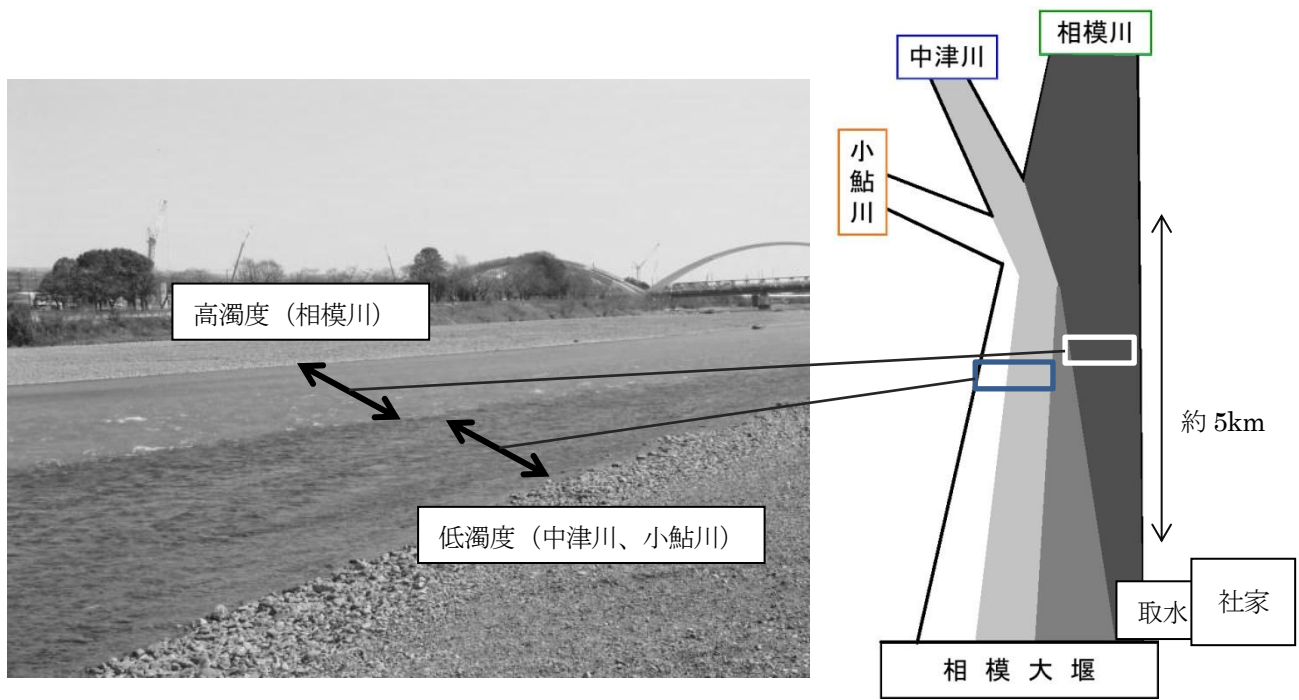 相模川
中津川
小鮎川
高濁度（相模川）
約 5km
低濁度（中津川、小鮎川）
取水
社家
相模大堰